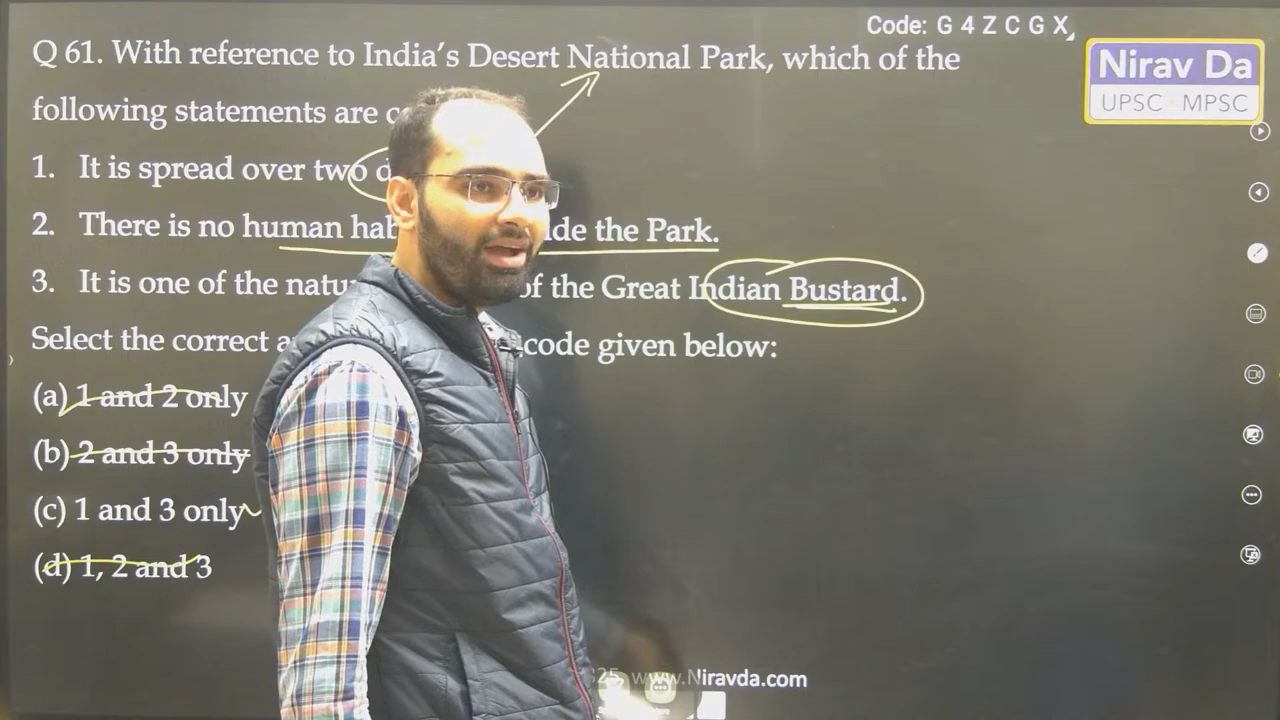 Code: G 4 Z C G X
Nirav Da
UPSC MPSC
Q 61. With reference to India's Desert National Park, which of the
following statements are
1. It is spread over two
2. There is no human the Park.
3. It is one of the of the Great Indian Bustard.
Select the correct code given below:
(a) 1 and 2 only
(b) 2 and 3 only
(c) 1 and 3 only
(d) 1, 2 and 3
www.Niravda.com